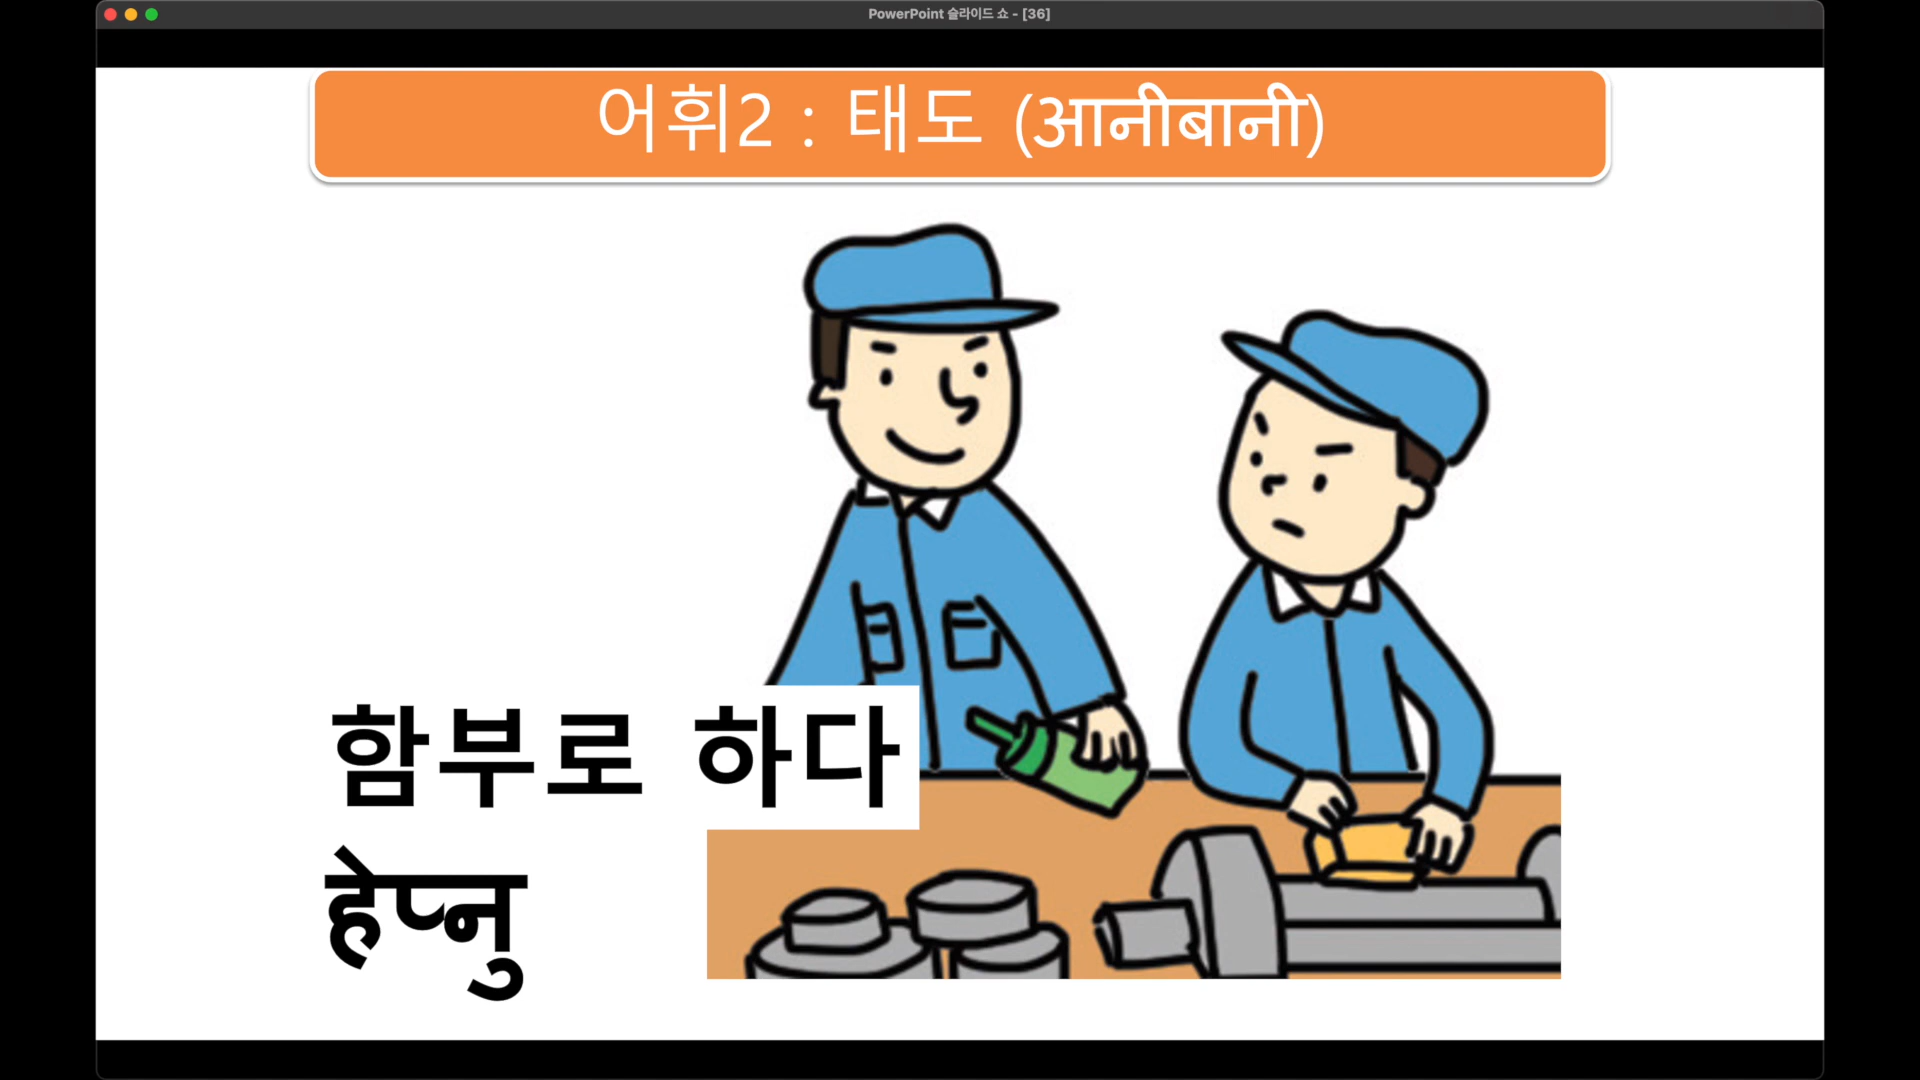 PowerPoint 슬라이드 쇼 - [36]
어휘2 : 태도 (आनीबानी)
함부로 하다
हेप्नु